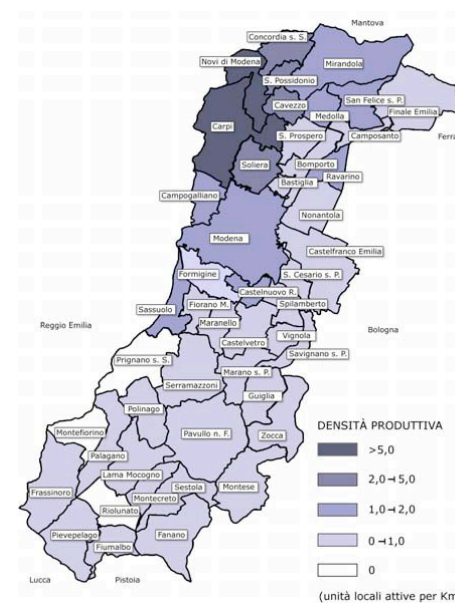 Mantova
Concordia s. S.
Novi di Modena
Mirandola
S. Possidonio
Cavezzo
San Felice s. P.
Medolla
Finale Emilia
Carpi
S. Prospero
Camposanto
Ferra
Soliera
Bomporto
Bastiglia
Ravarino
Campogalliano
Nonantola
Modena
Castelfranco Emilia
Formigine
S. Cesario s. P.
Castelnuovo R.
Sassuolo
Fiorano M.
Spilamberto
Reggio Emilia
Maranello
Bologna
Castelvetro
Vignola
Savignano s. P.
Prignano s. S.
Marano s. P.
Serramazzoni
Guiglia
Polinago
Montefiorino
Pavullo n. F.
Zocca
Palagano
Lama Mocogno
Frassinoro
Sestola
Montese
Montecreto
Riolunato
Pievepelago
Fanano
Fiumalbo
Lucca
Pistoia
DENSITÀ PRODUTTIVA
>5,0
2,0⊣5,0
1,0⊣2,0
0⊣1,0
0
(unità locali attive per Km